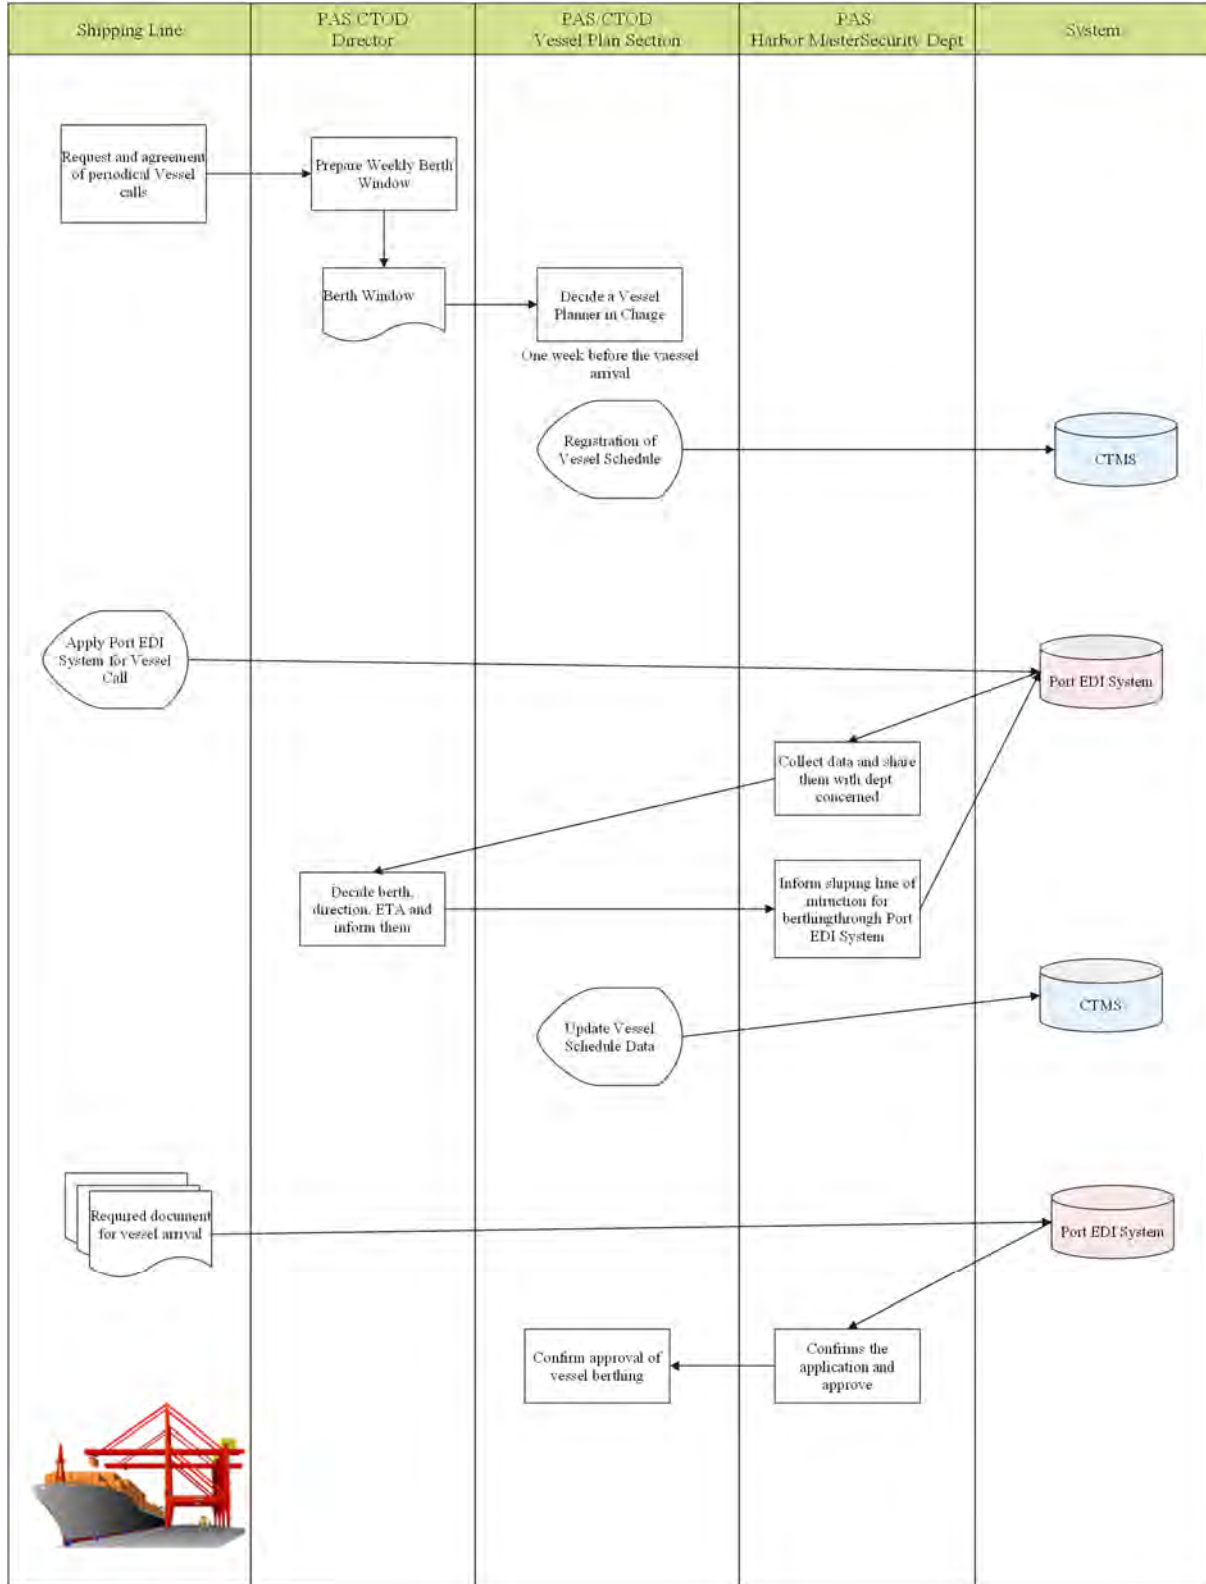 Shipping Line
PAS CTOD
Director
PAS/CTOD
Vessel Plan Section
PAS
Harbor MasterSecurity Dept
System
Request and agreement
of periodical Vessel
calls
Prepare Weekly Berth
Window
Berth Window
Decide a Vessel
Planner in Charge
One week before the vaessel
arrival
Registration of
Vessel Schedule
CTMS
Apply Port EDI
System for Vessel
Call
Port EDI System
Collect data and share
them with dept
concerned
Decide berth,
direction, ETA and
inform them
Inform shiping line of
intruction for
berthingthrough Port
EDI System
CTMS
Update Vessel
Schedule Data
Required document
for vessel arrival
Port EDI System
Confirm approval of
vessel berthing
Confirms the
application and
approve